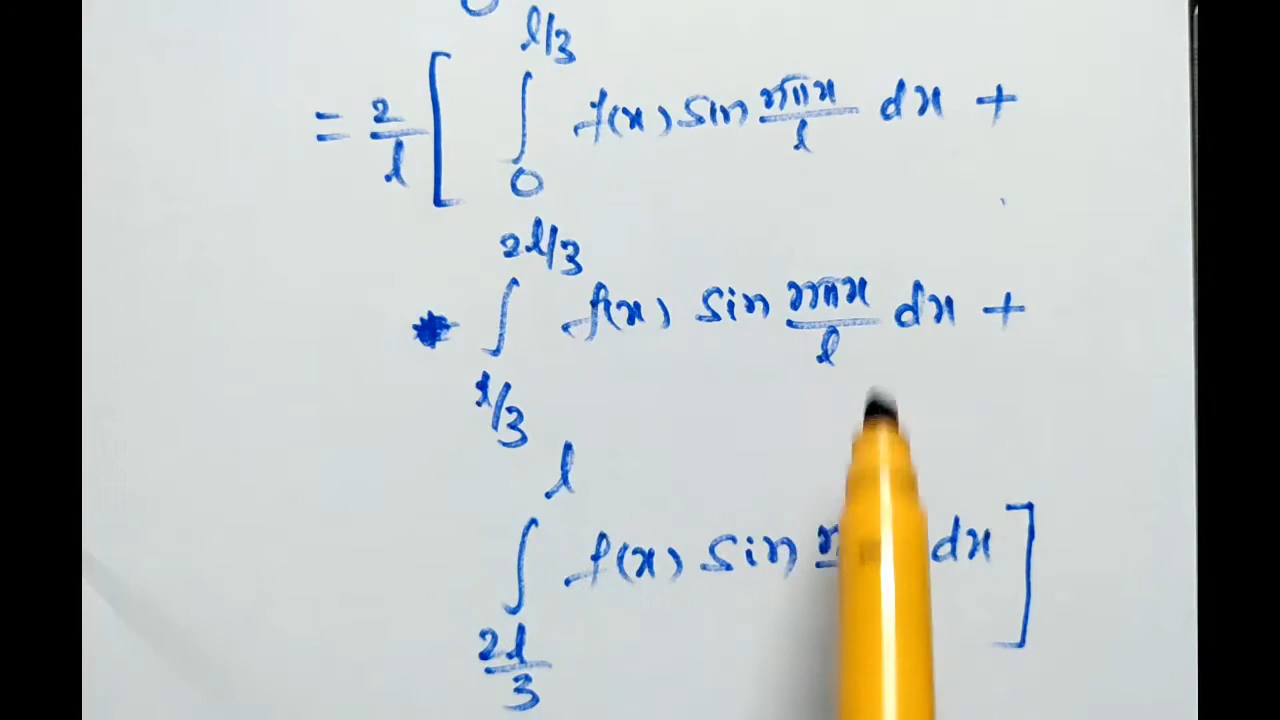 l/3
= 2/l [ ∫ f(x) sin nπx/l dx +
0
2l/3
∫ f(x) sin nπx/l dx +
l/3
l
∫ f(x) sin dx ]
2l/3